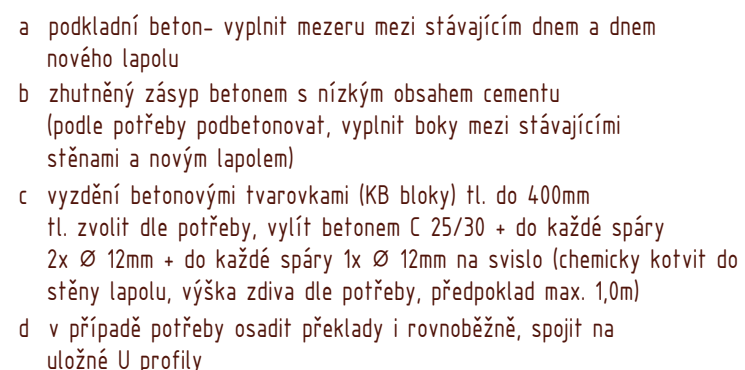 a podkladní beton- vyplnit mezeru mezi stávajícím dnem a dnem
nového lapolu
b zhutněný zásyp betonem s nízkým obsahem cementu
(podle potřeby podbetonovat, vyplnit boky mezi stávajícími
stěnami a novým lapolem)
c vyzdění betonovými tvarovkami (KB bloky) tl. do 400mm
tl. zvolit dle potřeby, vylít betonem C 25/30 + do každé spáry
2x Ø 12mm + do každé spáry 1x Ø 12mm na svislo (chemicky kotvit do
stěny lapolu, výška zdiva dle potřeby, předpoklad max. 1,0m)
d v případě potřeby osadit překlady i rovnoběžně, spojit na
uložné U profily